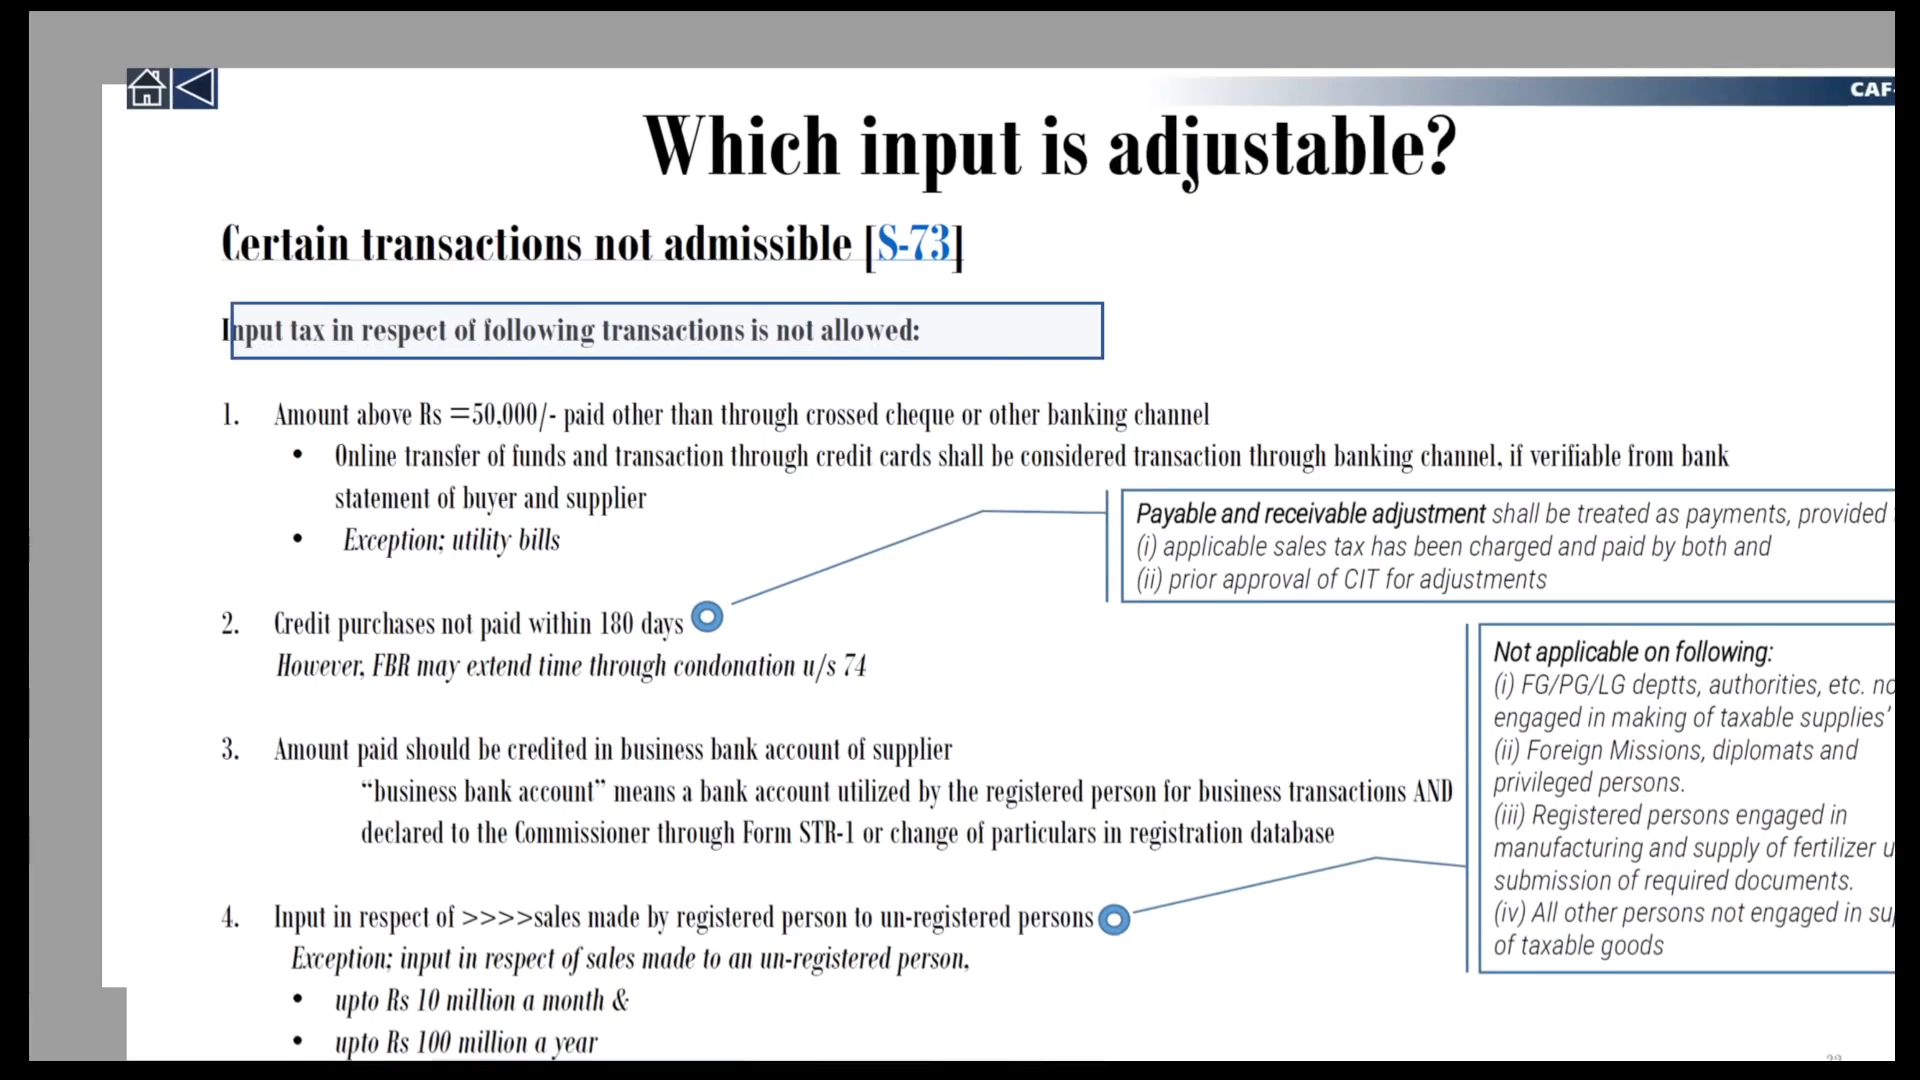 CAF-
Which input is adjustable?
Certain transactions not admissible [S-73]
Input tax in respect of following transactions is not allowed:
1. Amount above Rs =50,000/- paid other than through crossed cheque or other banking channel
• Online transfer of funds and transaction through credit cards shall be considered transaction through banking channel, if verifiable from bank
statement of buyer and supplier
• Exception; utility bills
Payable and receivable adjustment shall be treated as payments, provided
(i) applicable sales tax has been charged and paid by both and
(ii) prior approval of CIT for adjustments
2. Credit purchases not paid within 180 days
However, FBR may extend time through condonation u/s 74
3. Amount paid should be credited in business bank account of supplier
“business bank account” means a bank account utilized by the registered person for business transactions AND
declared to the Commissioner through Form STR-1 or change of particulars in registration database
4. Input in respect of >>>>sales made by registered person to un-registered persons
Exception; input in respect of sales made to an un-registered person,
• upto Rs 10 million a month &
• upto Rs 100 million a year
Not applicable on following:
(i) FG/PG/LG deptts, authorities, etc.
engaged in making of taxable supplies’
(ii) Foreign Missions, diplomats and
privileged persons.
(iii) Registered persons engaged in
manufacturing and supply of fertilizer
submission of required documents.
(iv) All other persons not engaged in
of taxable goods